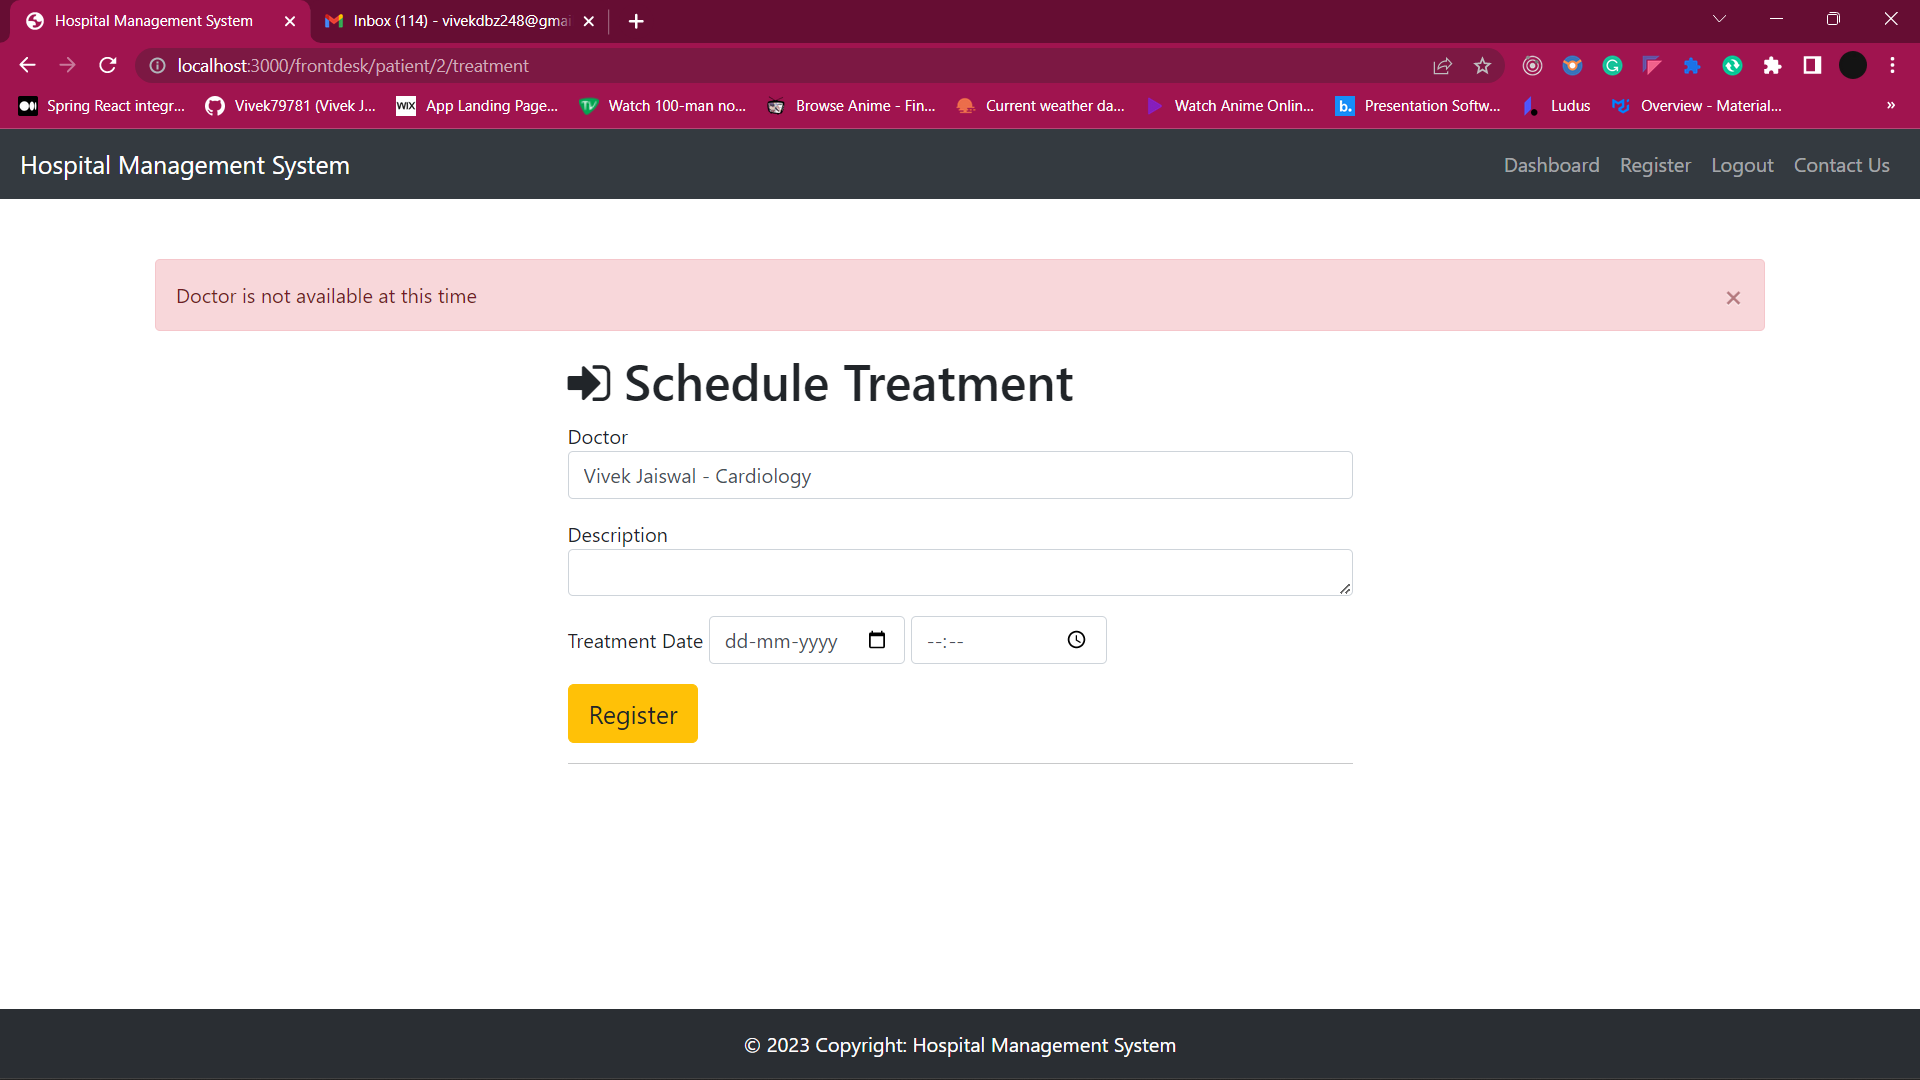 Hospital Management System
Inbox (114) - vivekdbz248@gmai
localhost:3000/frontdesk/patient/2/treatment
Spring React integr...
Vivek79781 (Vivek J...
WIX
App Landing Page...
TV
Watch 100-man no...
Browse Anime - Fin...
Current weather da...
Watch Anime Onlin...
b.
Presentation Softw...
Ludus
Overview - Material...
»
Hospital Management System
Dashboard
Register
Logout
Contact Us
Doctor is not available at this time
×
Schedule Treatment
Doctor
Vivek Jaiswal - Cardiology
Description
Treatment Date
dd-mm-yyyy
--:--
Register
© 2023 Copyright: Hospital Management System